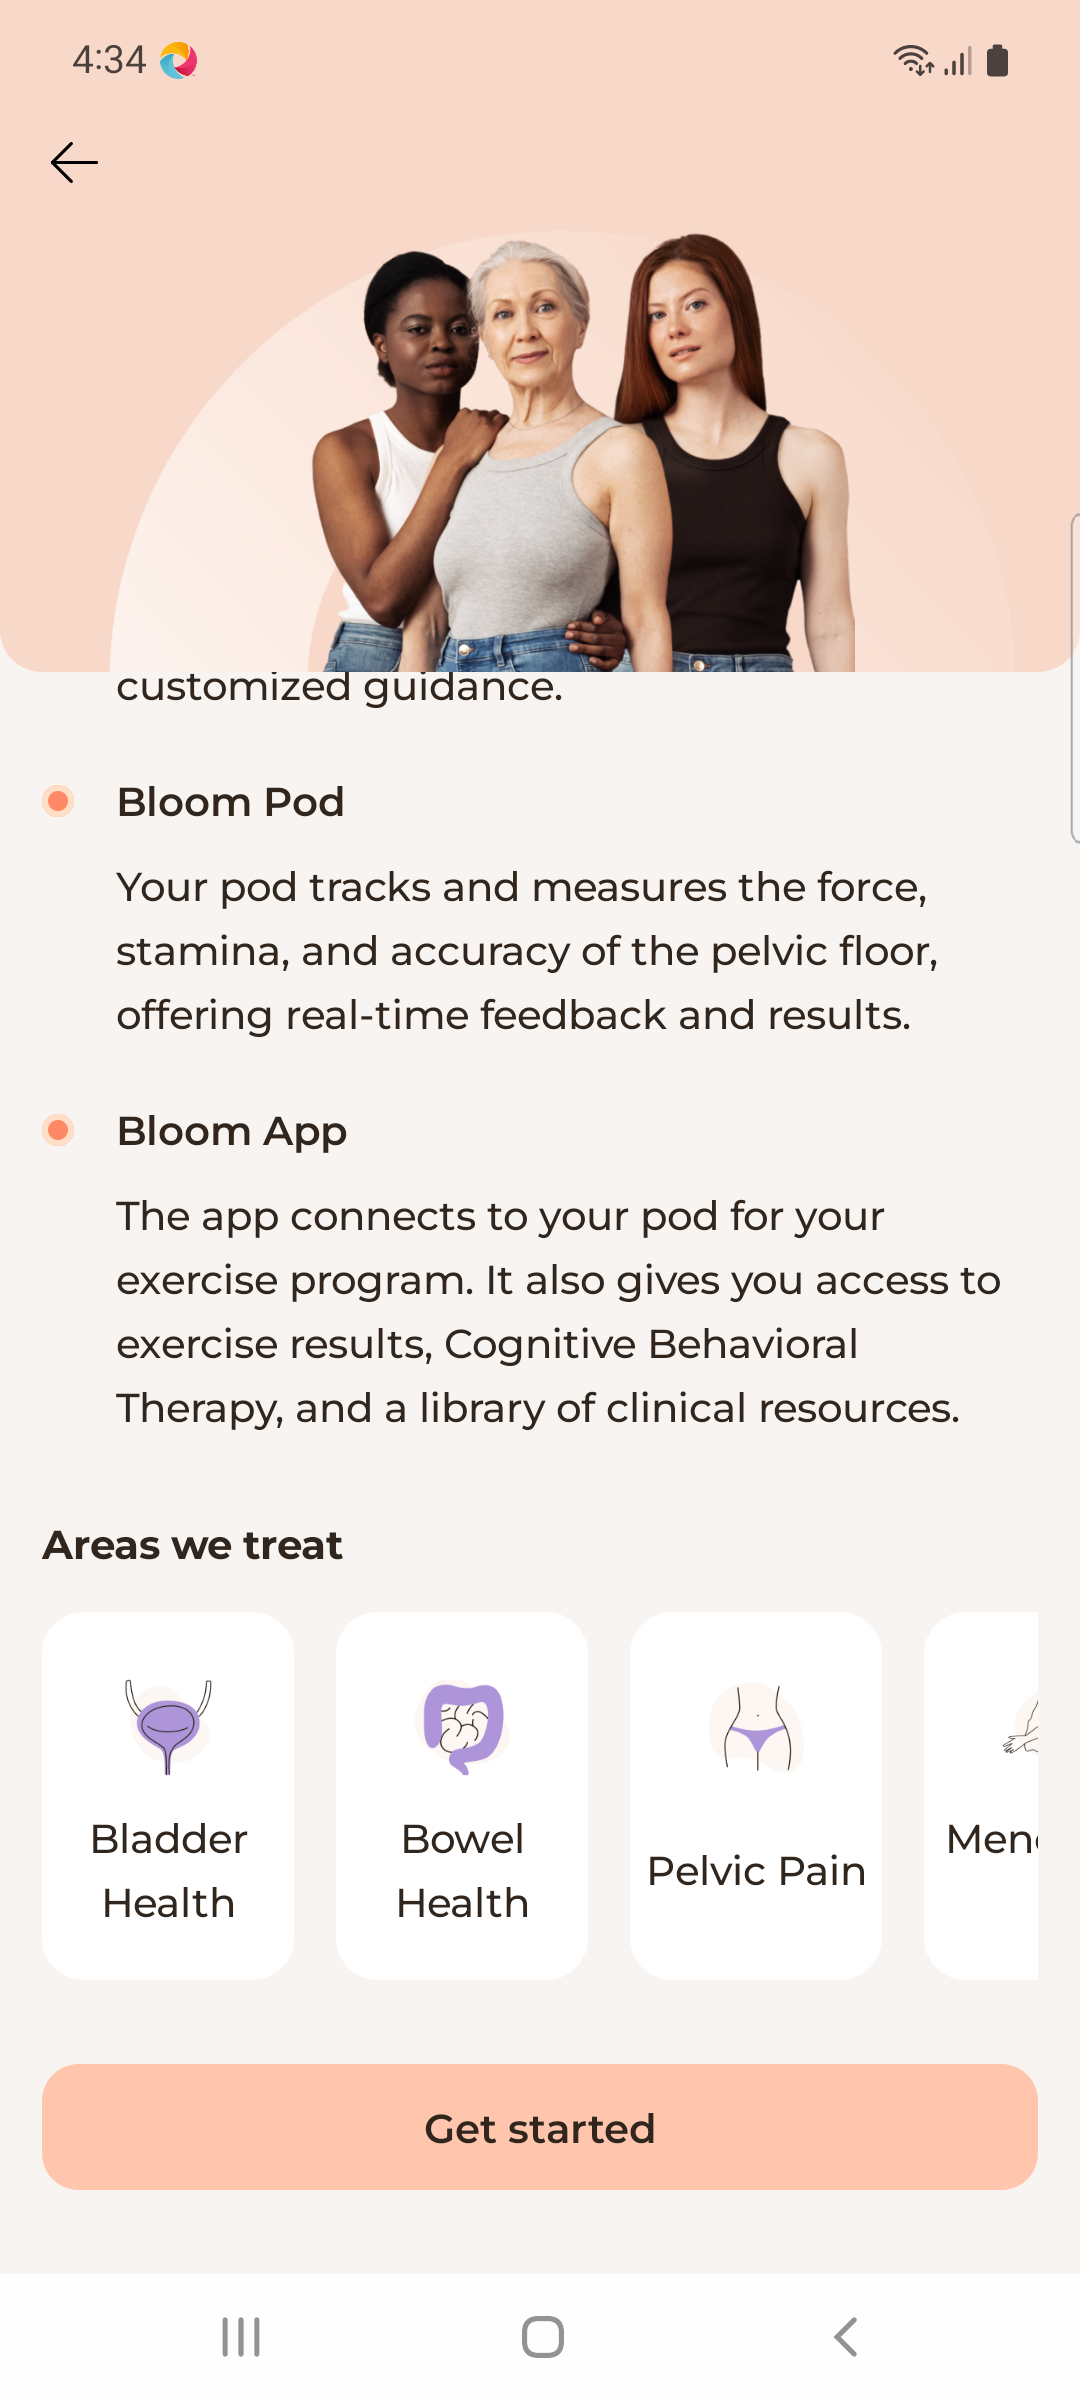 4:34
customized guidance.
Bloom Pod
Your pod tracks and measures the force,
stamina, and accuracy of the pelvic floor,
offering real-time feedback and results.
Bloom App
The app connects to your pod for your
exercise program. It also gives you access to
exercise results, Cognitive Behavioral
Therapy, and a library of clinical resources.
Areas we treat
Bladder
Health
Bowel
Health
Pelvic Pain
Get started